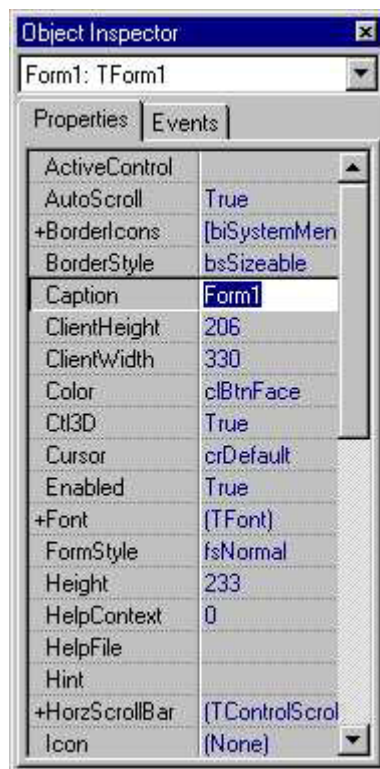 Object Inspector
Form1: TForm1
Properties Events
ActiveControl
AutoScroll True
+BorderIcons [biSystemMen
BorderStyle bsSizeable
Caption Form1
ClientHeight 206
ClientWidth 330
Color clBtnFace
Ctl3D True
Cursor crDefault
Enabled True
+Font (TFont)
FormStyle fsNormal
Height 233
HelpContext 0
HelpFile
Hint
+HorzScrollBar (TControlScrol
Icon (None)